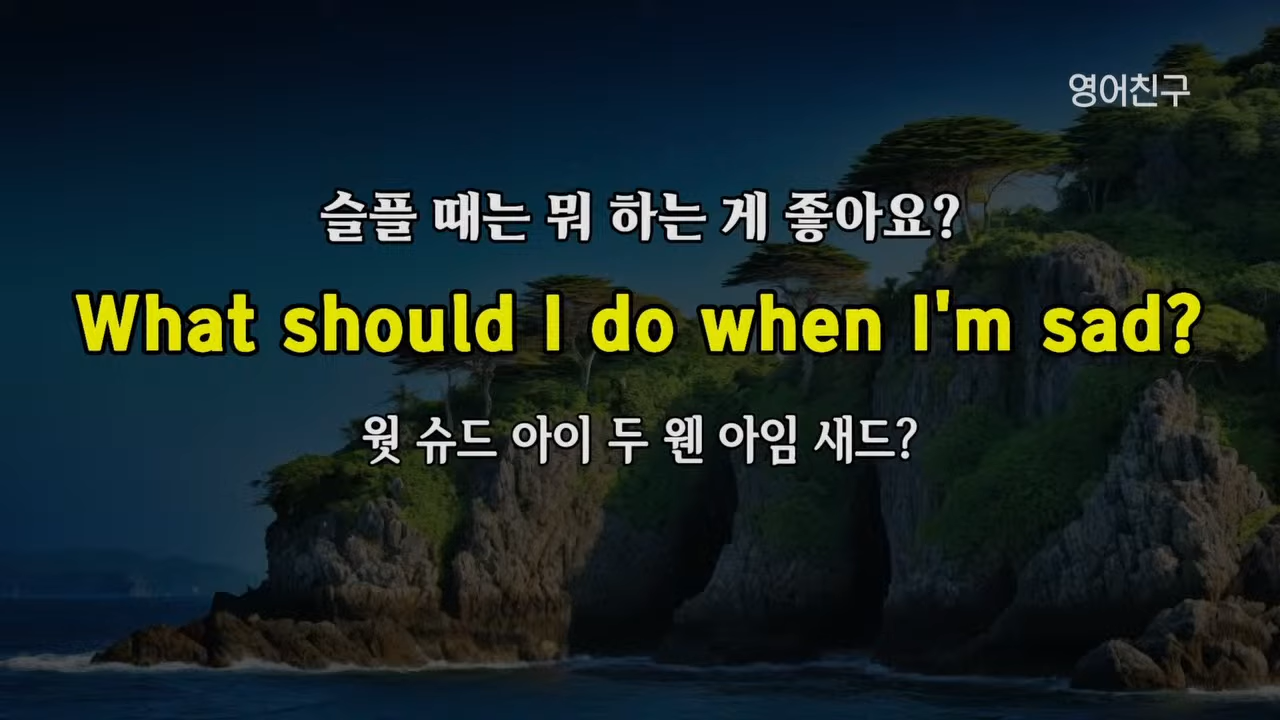 영어친구
슬플 때는 뭐 하는 게 좋아요?
What should I do when I'm sad?
웟 슈드 아이 두 웬 아임 새드?